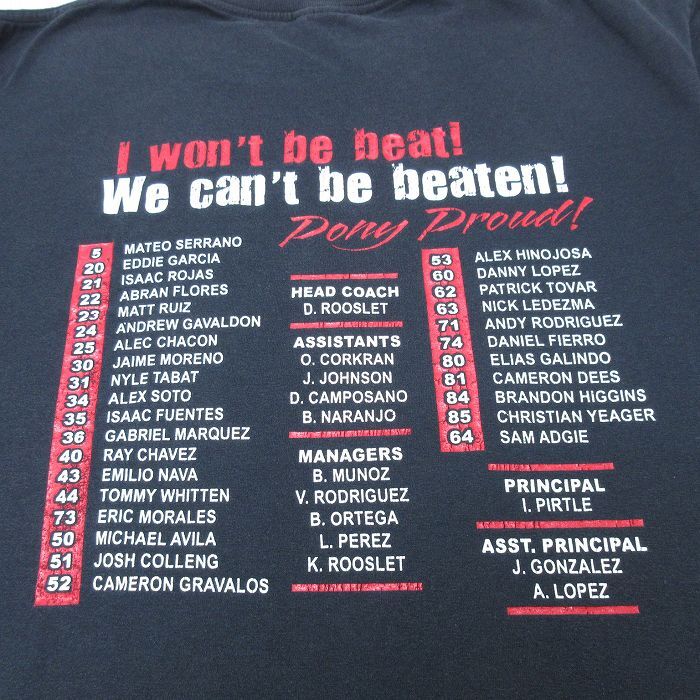 I won't be beat!
We can't be beaten!
Pony Proud!
5 MATEO SERRANO
20 EDDIE GARCIA
21 ISAAC ROJAS
22 ABRAN FLORES
23 MATT RUIZ
24 ANDREW GAVALDON
25 ALEC CHACON
30 JAIME MORENO
31 NYLE TABAT
34 ALEX SOTO
35 ISAAC FUENTES
36 GABRIEL MARQUEZ
40 RAY CHAVEZ
43 EMILIO NAVA
44 TOMMY WHITTEN
73 ERIC MORALES
50 MICHAEL AVILA
51 JOSH COLLENG
52 CAMERON GRAVALOS
HEAD COACH
D. ROOSLET
ASSISTANTS
O. CORKRAN
J. JOHNSON
D. CAMPOSANO
B. NARANJO
MANAGERS
B. MUNOZ
V. RODRIGUEZ
B. ORTEGA
L. PEREZ
K. ROOSLET
53 ALEX HINOJOSA
60 DANNY LOPEZ
62 PATRICK TOVAR
63 NICK LEDEZMA
71 ANDY RODRIGUEZ
74 DANIEL FIERRO
80 ELIAS GALINDO
81 CAMERON DEES
84 BRANDON HIGGINS
85 CHRISTIAN YEAGER
64 SAM ADGIE
PRINCIPAL
I. PIRTLE
ASST. PRINCIPAL
J. GONZALEZ
A. LOPEZ